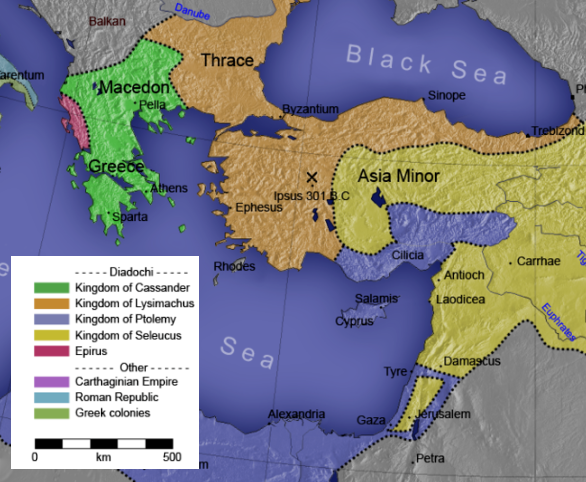 Danube
Balkan
Black Sea
Thrace
arentum
Macedon
Pella
Byzantium
Sinope
Trebizond
Greece
Asia Minor
Athens
Ipsus 301 B.C
Sparta
Ephesus
Rhodes
Cilicia
Carrhae
Antioch
Salamis
Laodicea
Cyprus
Euphrates
Sea
Damascus
Tyre
Alexandria
Gaza
Jerusalem
Petra
----- Diadochi -----
Kingdom of Cassander
Kingdom of Lysimachus
Kingdom of Ptolemy
Kingdom of Seleucus
Epirus
------- Other -------
Carthaginian Empire
Roman Republic
Greek colonies
0 km 500